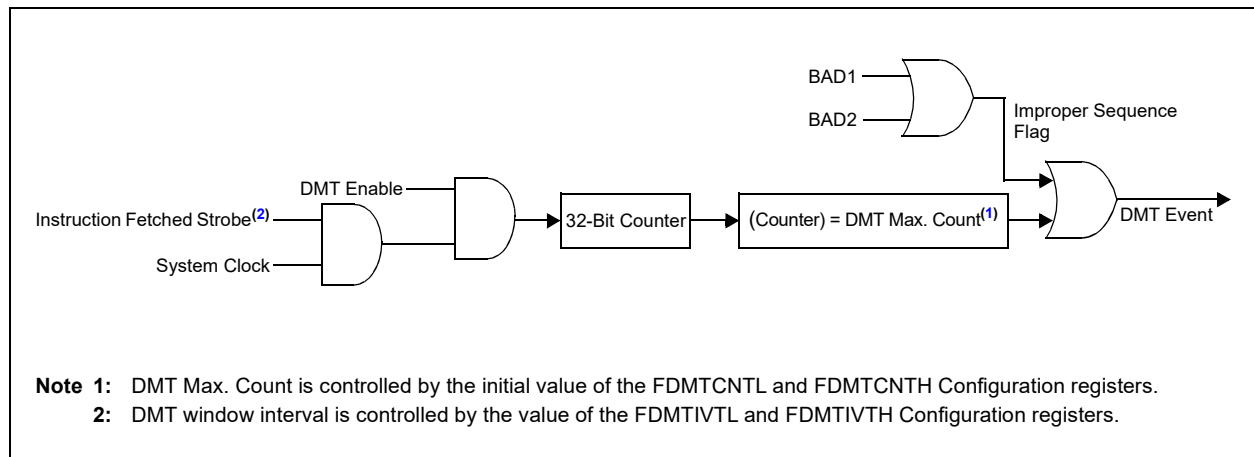 BAD1
BAD2
Improper Sequence
Flag
DMT Enable
Instruction Fetched Strobe(2)
System Clock
32-Bit Counter
(Counter) = DMT Max. Count(1)
DMT Event
Note 1: DMT Max. Count is controlled by the initial value of the FDMTCNTL and FDMTCNTH Configuration registers.
2: DMT window interval is controlled by the value of the FDMTIVTL and FDMTIVTH Configuration registers.